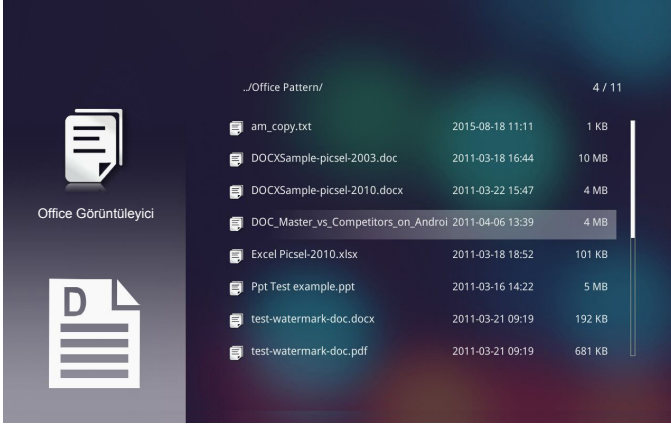 ../Office Pattern/ 4 / 11
am_copy.txt 2015-08-18 11:11 1 KB
DOCXSample-picsel-2003.doc 2011-03-18 16:44 10 MB
DOCXSample-picsel-2010.docx 2011-03-22 15:47 4 MB
Office Görüntüleyici
DOC_Master_vs_Competitors_on_Androi 2011-04-06 13:39 4 MB
Excel Picsel-2010.xlsx 2011-03-18 18:52 101 KB
Ppt Test example.ppt 2011-03-16 14:22 5 MB
D
test-watermark-doc.docx 2011-03-21 09:19 192 KB
test-watermark-doc.pdf 2011-03-21 09:19 681 KB